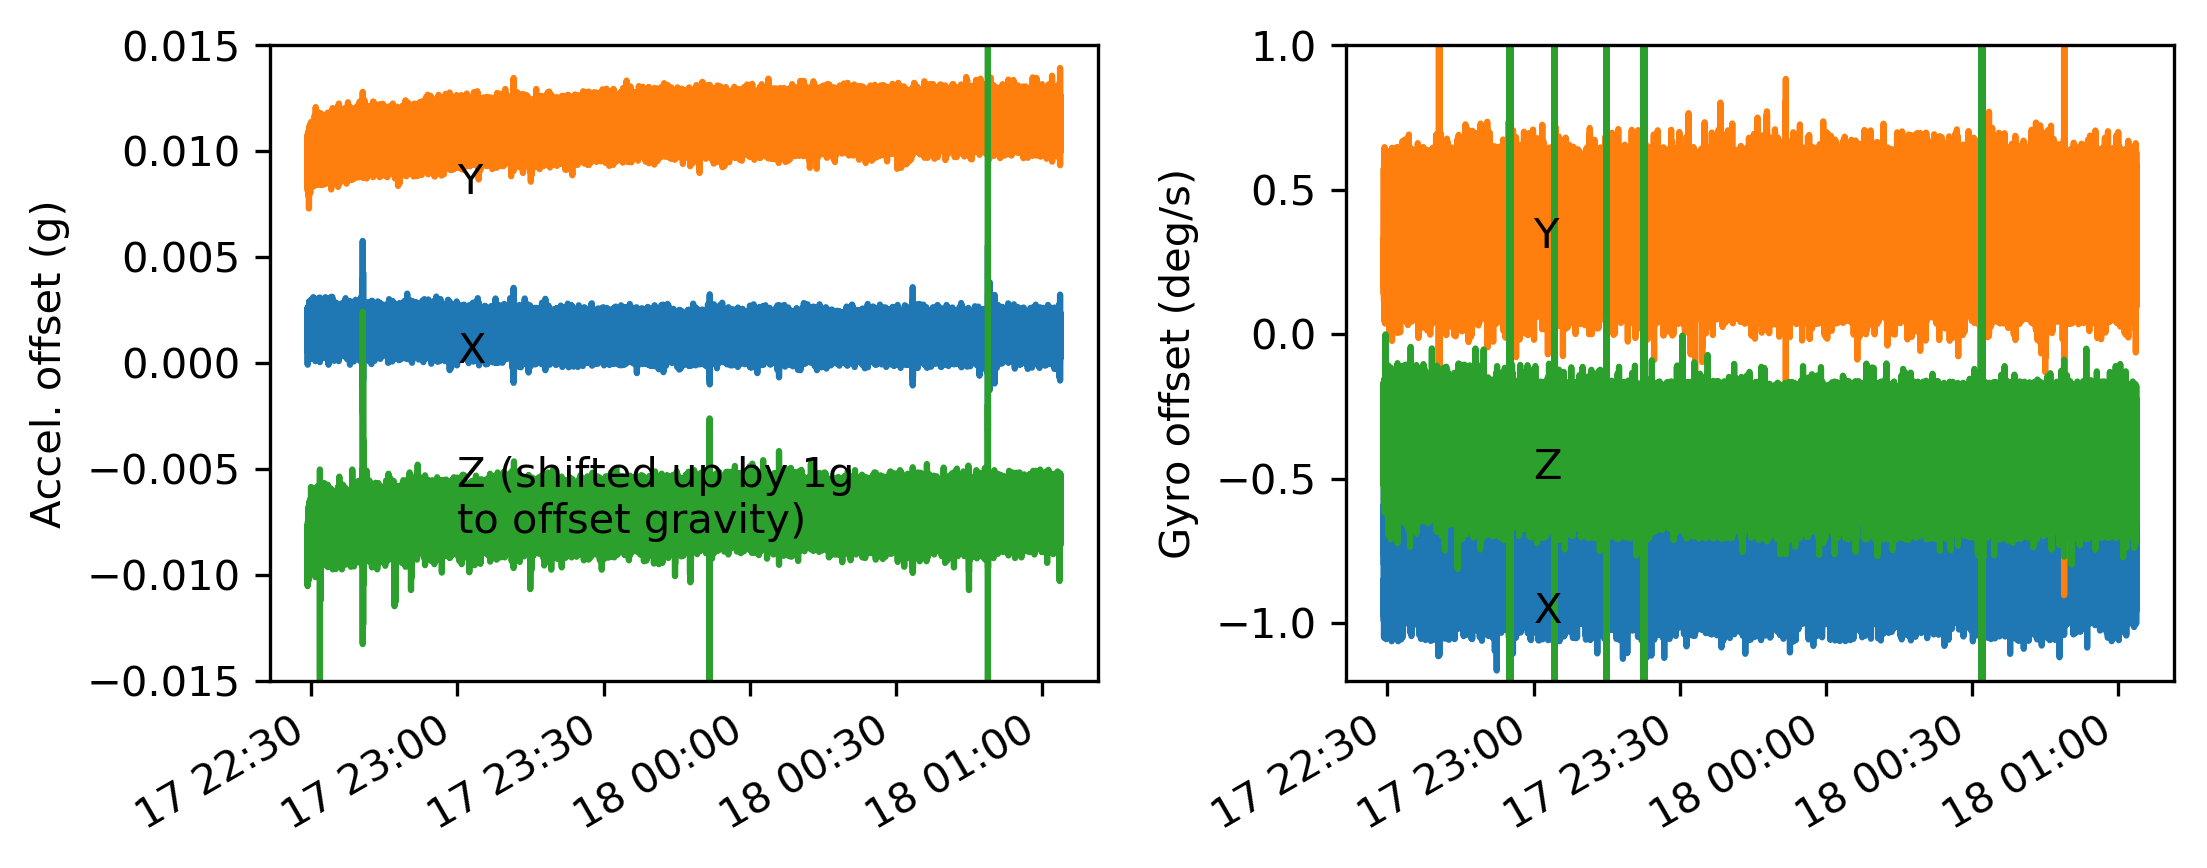 Accel. offset (g)
0.015
0.010
0.005
0.000
−0.005
−0.010
−0.015
Y
X
Z (shifted up by 1g
to offset gravity)
17 22:30
17 23:00
17 23:30
18 00:00
18 00:30
18 01:00
Gyro offset (deg/s)
1.0
0.5
0.0
−0.5
−1.0
Y
Z
X
17 22:30
17 23:00
17 23:30
18 00:00
18 00:30
18 01:00